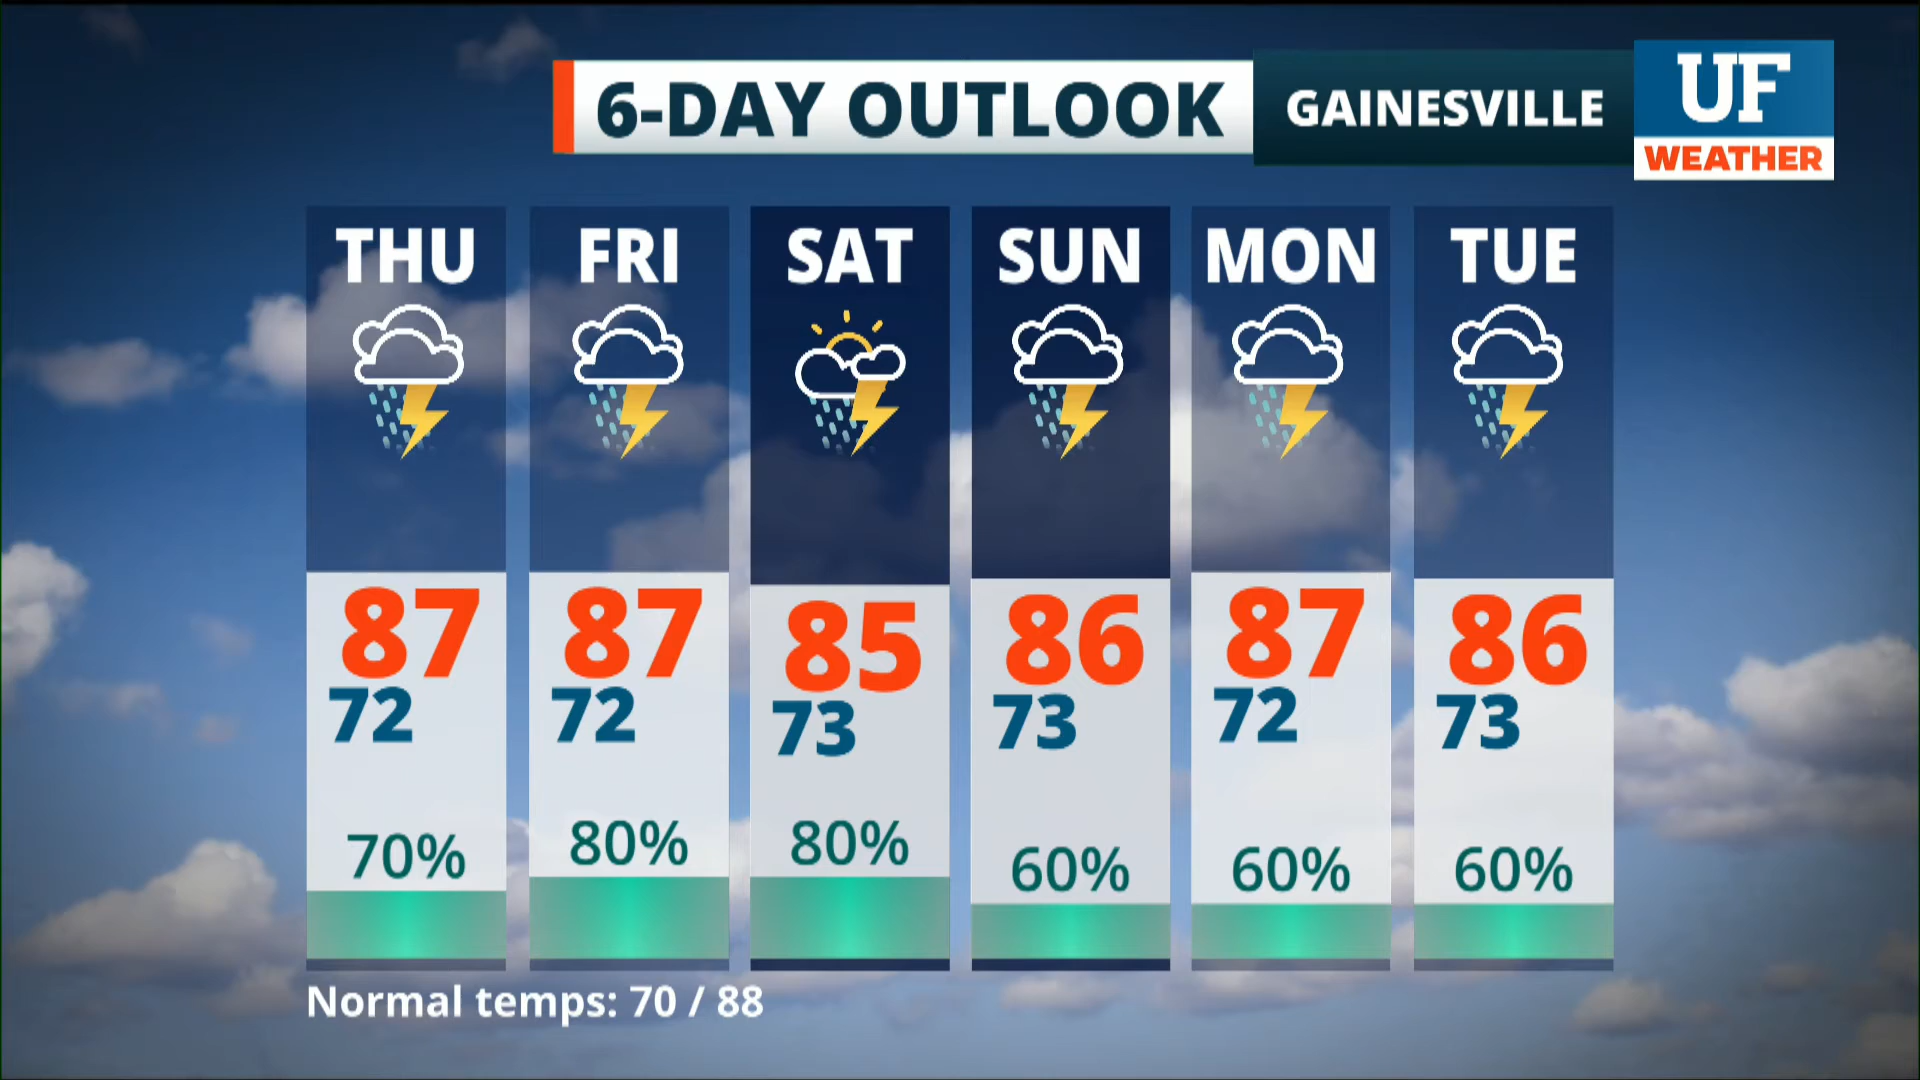 6-DAY OUTLOOK GAINESVILLE UF
WEATHER
THU FRI SAT SUN MON TUE
87 87 85 86 87 86
72 72 73 73 72 73
70% 80% 80% 60% 60% 60%
Normal temps: 70 / 88